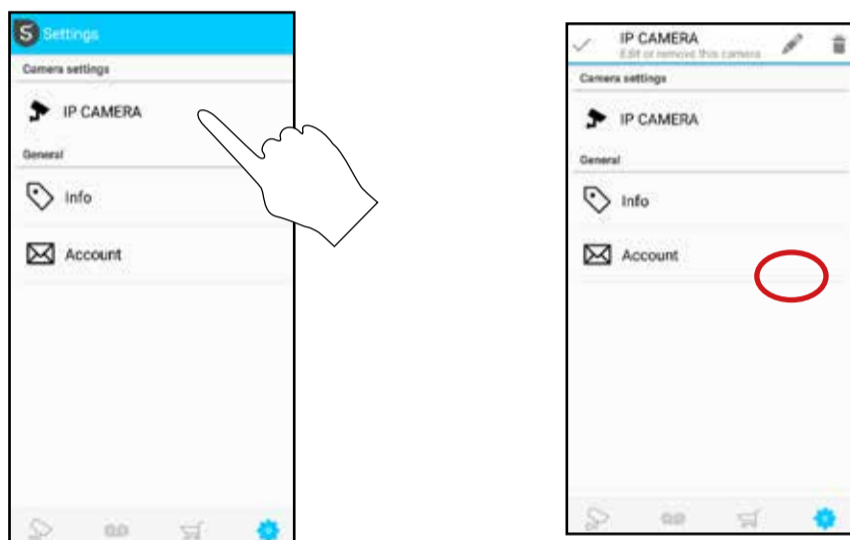 S Settings
Camera settings
IP CAMERA
General
Info
Account
IP CAMERA
Edit or remove this camera
Camera settings
IP CAMERA
General
Info
Account